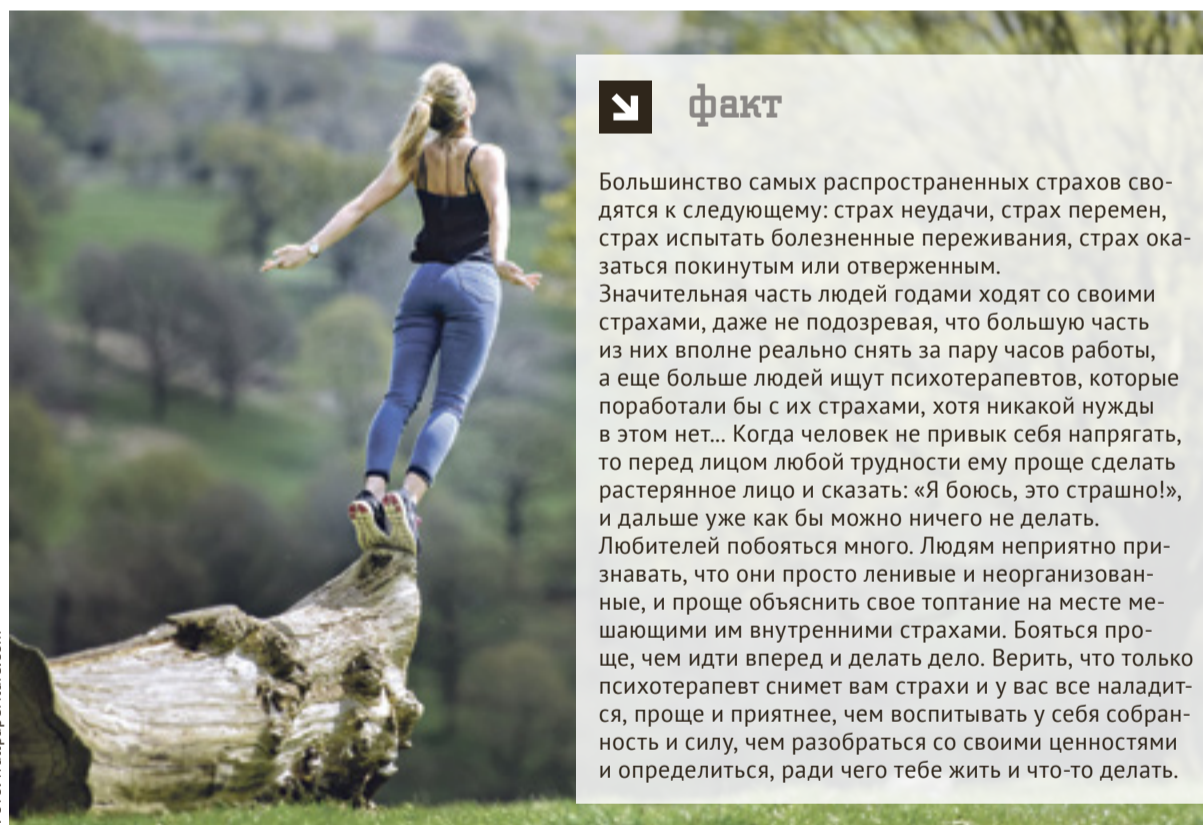 факт
Большинство самых распространенных страхов сво-
дятся к следующему: страх неудачи, страх перемен,
страх испытать болезненные переживания, страх ока-
заться покинутым или отверженным.
Значительная часть людей годами ходят со своими
страхами, даже не подозревая, что большую часть
из них вполне реально снять за пару часов работы,
а еще больше людей ищут психотерапевтов, которые
поработали бы с их страхами, хотя никакой нужды
в этом нет... Когда человек не привык себя напрягать,
то перед лицом любой трудности ему проще сделать
растерянное лицо и сказать: «Я боюсь, это страшно!»,
и дальше уже как бы можно ничего не делать.
Любителей побояться много. Людям неприятно при-
знавать, что они просто ленивые и неорганизован-
ные, и проще объяснить свое топтание на месте ме-
шающими им внутренними страхами. Бояться про-
ще, чем идти вперед и делать дело. Верить, что только
психотерапевт снимет вам страхи и у вас все наладит-
ся, проще и приятнее, чем воспитывать у себя собран-
ность и силу, чем разобраться со своими ценностями
и определиться, ради чего тебе жить и что-то делать.